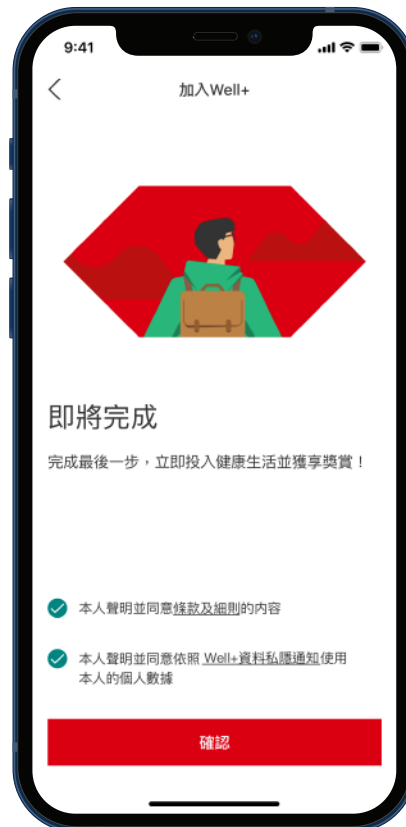 9:41
加入Well+
即將完成
完成最後一步，立即投入健康生活並獲享獎賞！
本人聲明並同意條款及細則的內容
本人聲明並同意依照 Well+資料私隱通知使用
本人的個人數據
確認